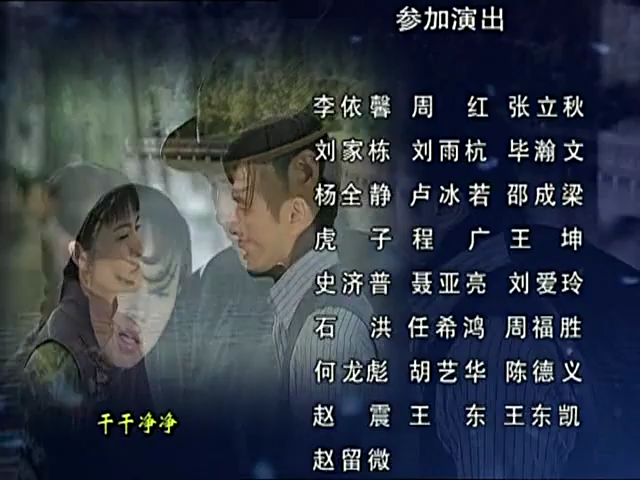 参加演出
李依馨 周 红 张立秋
刘家栋 刘雨杭 毕瀚文
杨全静 卢冰若 邵成梁
虎 子 程 广 王 坤
史济普 聂亚亮 刘爱玲
石 洪 任希鸿 周福胜
何龙彪 胡艺华 陈德义
赵 震 王 东 王东凯
赵留微
干干净净